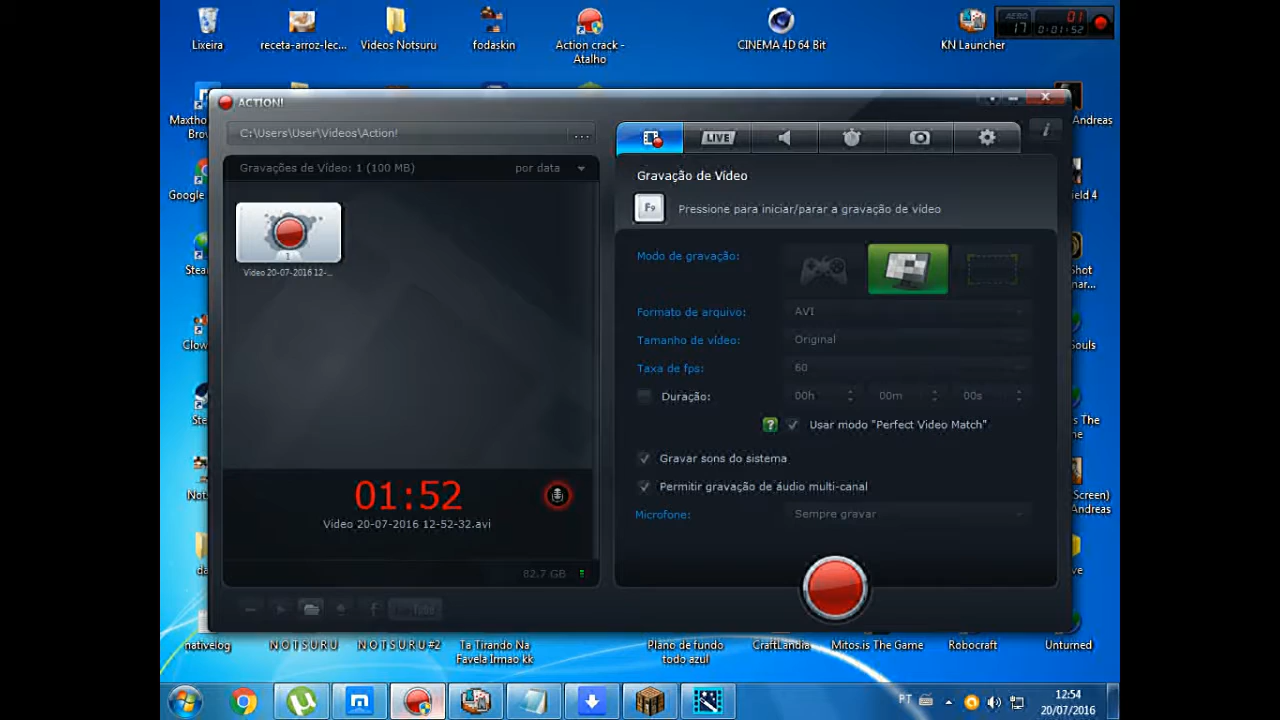 Lixeira
receta-arroz-lec...
Videos Notsuru
fodaskin
Action crack -
Atalho
CINEMA 4D 64 Bit
KN Launcher
AERO
17
01
0:01:52
Maxtho
Brov
Andreas
ACTION!
C:\Users\User\Videos\Action!
...
LIVE
i
Gravações de Vídeo: 1 (100 MB)
por data
Gravação de Vídeo
F9
Pressione para iniciar/parar a gravação de vídeo
Google
ield 4
1
Video 20-07-2016 12-...
Modo de gravação:
Stea
Shot
nar...
Formato de arquivo:
AVI
Tamanho de vídeo:
Original
Clow
Souls
Taxa de fps:
60
Duração:
00h
00m
00s
Ste
s The
ne
?
Usar modo "Perfect Video Match"
Gravar sons do sistema
Permitir gravação de áudio multi-canal
Not
Screen)
Andreas
01:52
Video 20-07-2016 12-52-32.avi
Microfone:
Sempre gravar
da
82.7 GB
ve
f
Tube
nativelog
N O T S U R U
N O T S U R U #2
Ta Tirando Na
Favela Irmao kk
Plano de fundo
todo azul
CraftLandia
Mitos.is The Game
Robocraft
Unturned
PT
12:54
20/07/2016